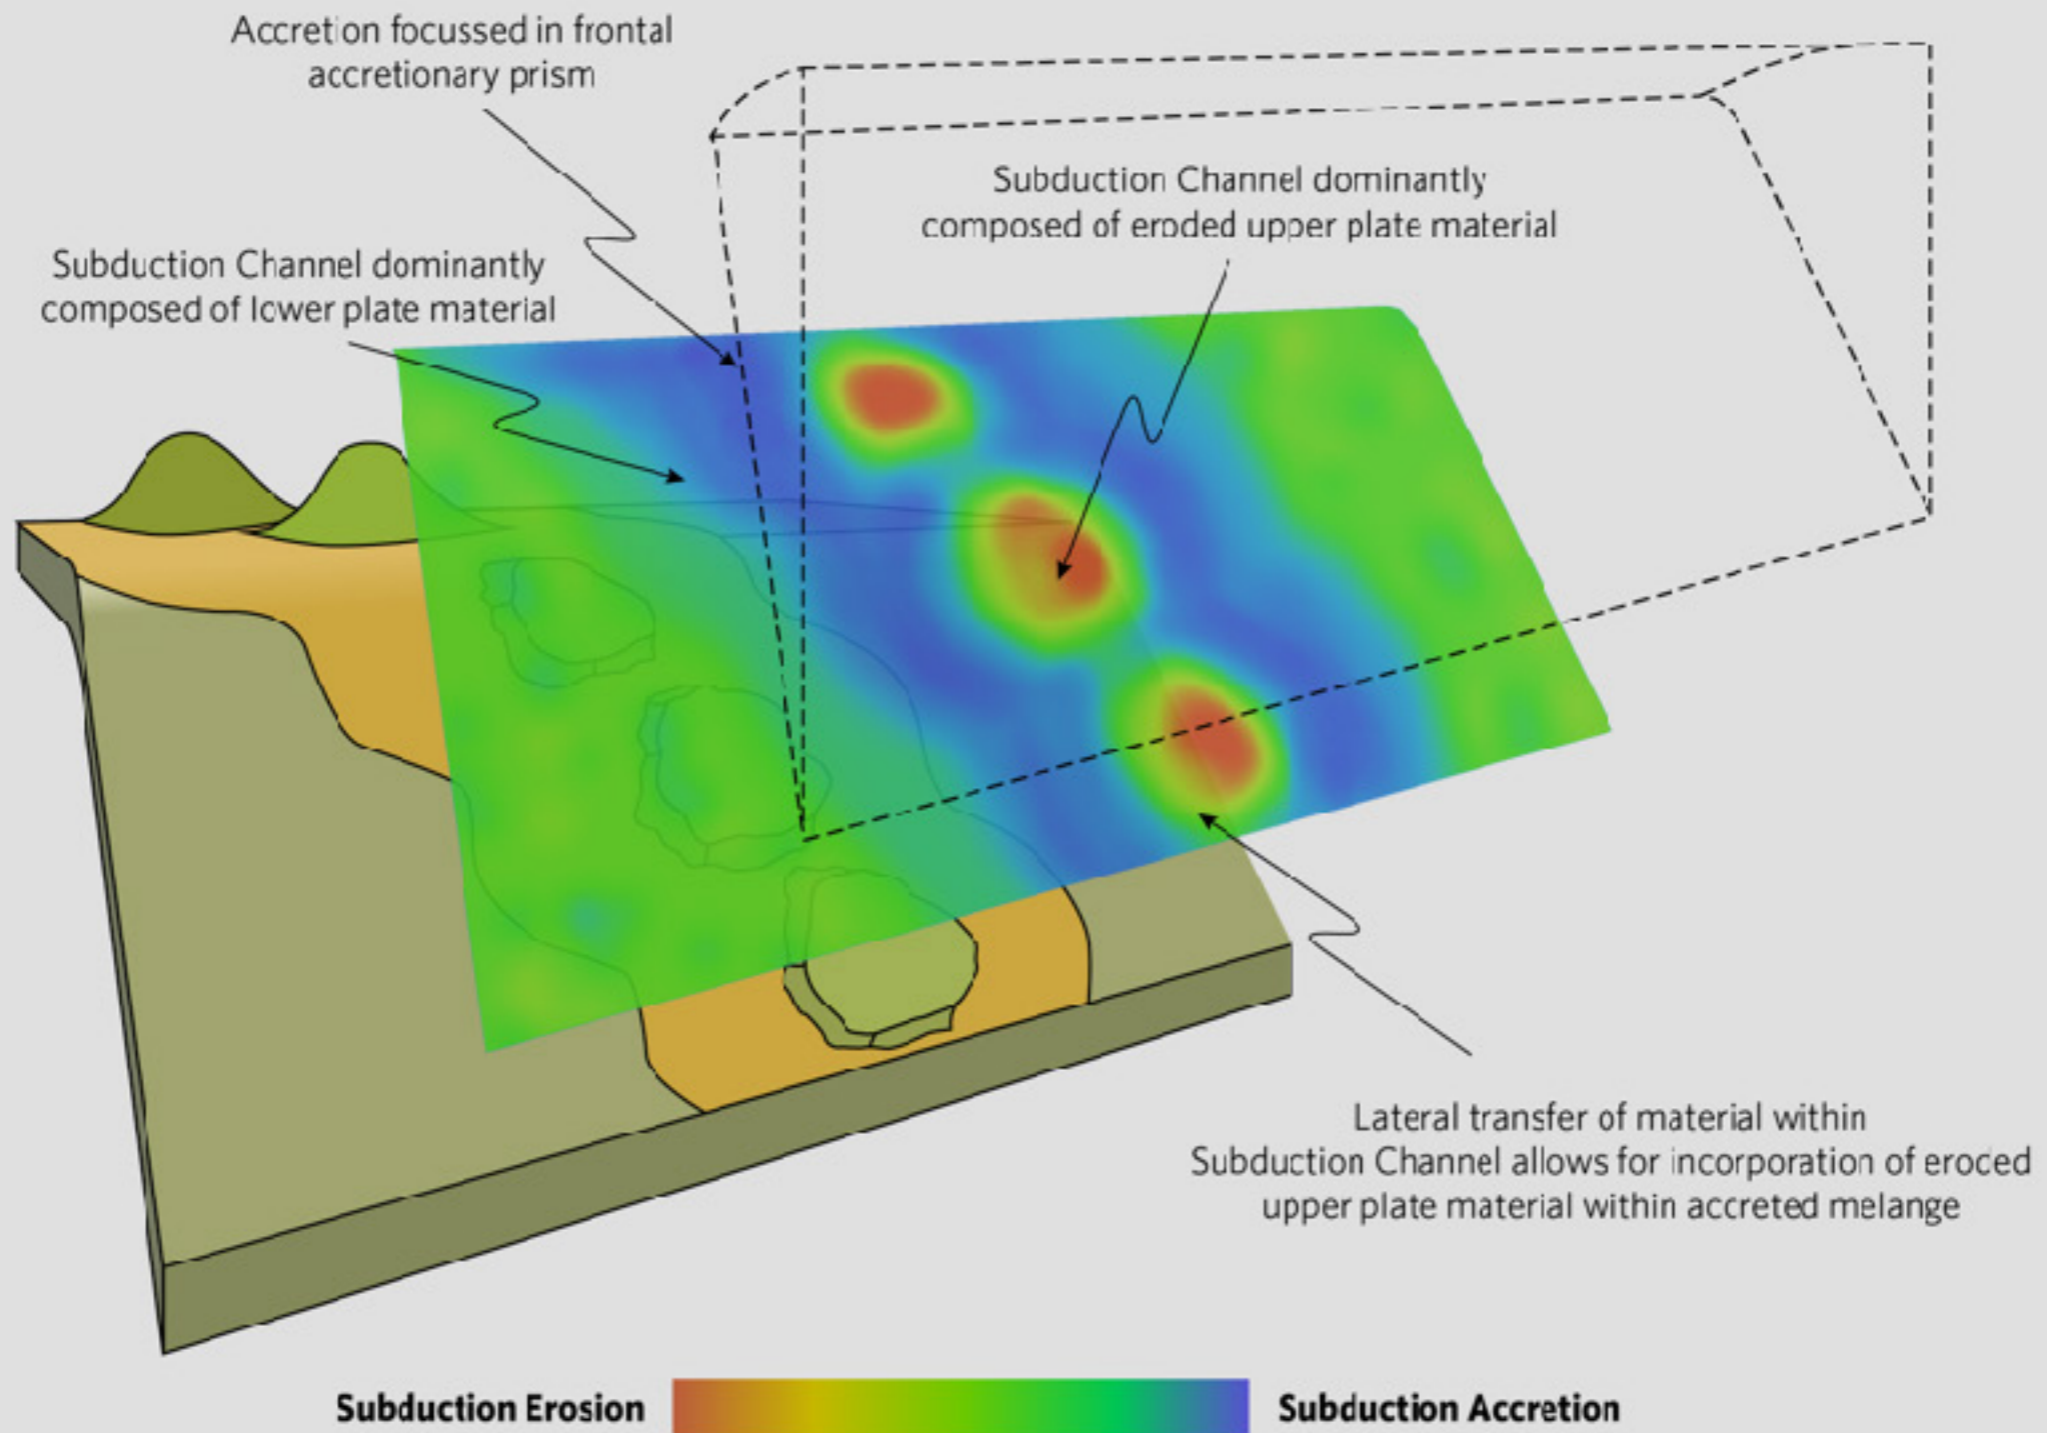 Accretion focussed in frontal
accretionary prism
Subduction Channel dominantly
composed of eroded upper plate material
Subduction Channel dominantly
composed of lower plate material
Lateral transfer of material within
Subduction Channel allows for incorporation of eroded
upper plate material within accreted melange
Subduction Erosion
Subduction Accretion